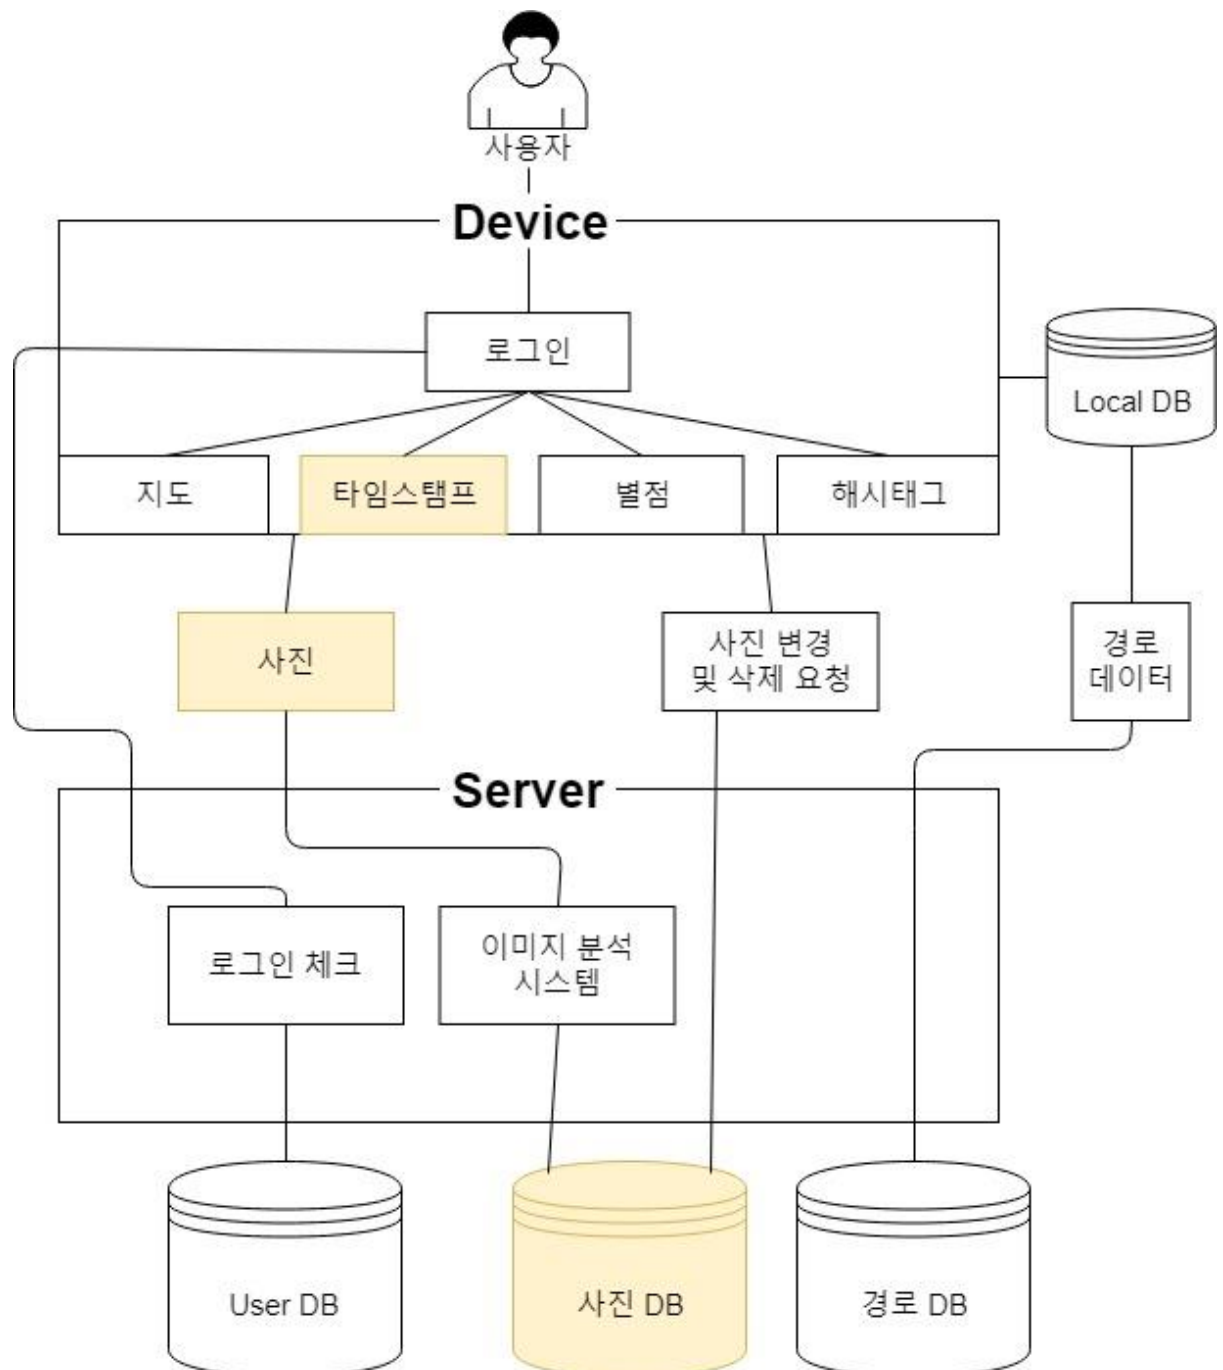 사용자
Device
로그인
Local DB
지도
타임스탬프
별점
해시태그
사진
사진 변경
및 삭제 요청
경로
데이터
Server
로그인 체크
이미지 분석
시스템
User DB
사진 DB
경로 DB